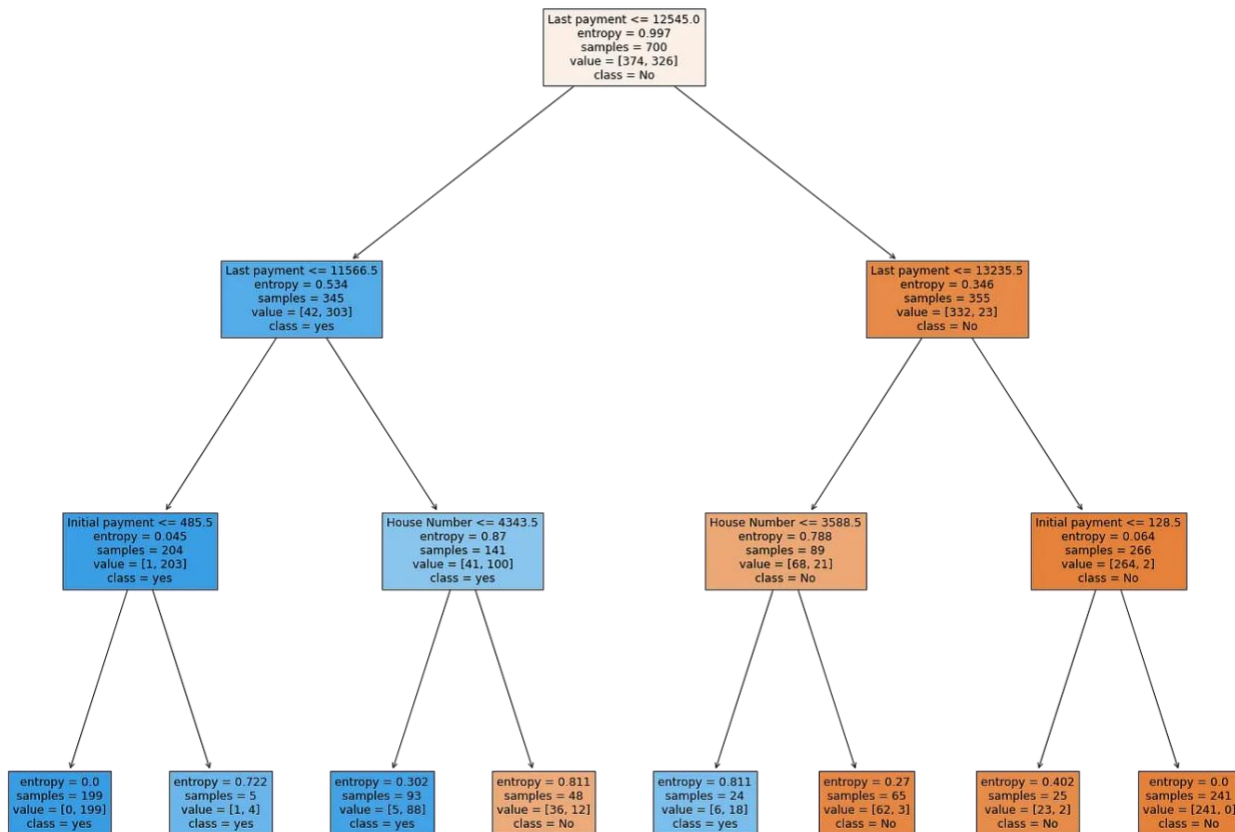 Last payment <= 12545.0
entropy = 0.997
samples = 700
value = [374, 326]
class = No
Last payment <= 11566.5
entropy = 0.534
samples = 345
value = [42, 303]
class = yes
Last payment <= 13235.5
entropy = 0.346
samples = 355
value = [332, 23]
class = No
Initial payment <= 485.5
entropy = 0.045
samples = 204
value = [1, 203]
class = yes
House Number <= 4343.5
entropy = 0.87
samples = 141
value = [41, 100]
class = yes
House Number <= 3588.5
entropy = 0.788
samples = 89
value = [68, 21]
class = No
Initial payment <= 128.5
entropy = 0.064
samples = 266
value = [264, 2]
class = No
entropy = 0.0
samples = 199
value = [0, 199]
class = yes
entropy = 0.722
samples = 5
value = [1, 4]
class = yes
entropy = 0.302
samples = 93
value = [5, 88]
class = yes
entropy = 0.811
samples = 48
value = [36, 12]
class = No
entropy = 0.811
samples = 24
value = [6, 18]
class = yes
entropy = 0.27
samples = 65
value = [62, 3]
class = No
entropy = 0.402
samples = 25
value = [23, 2]
class = No
entropy = 0.0
samples = 241
value = [241, 0]
class = No